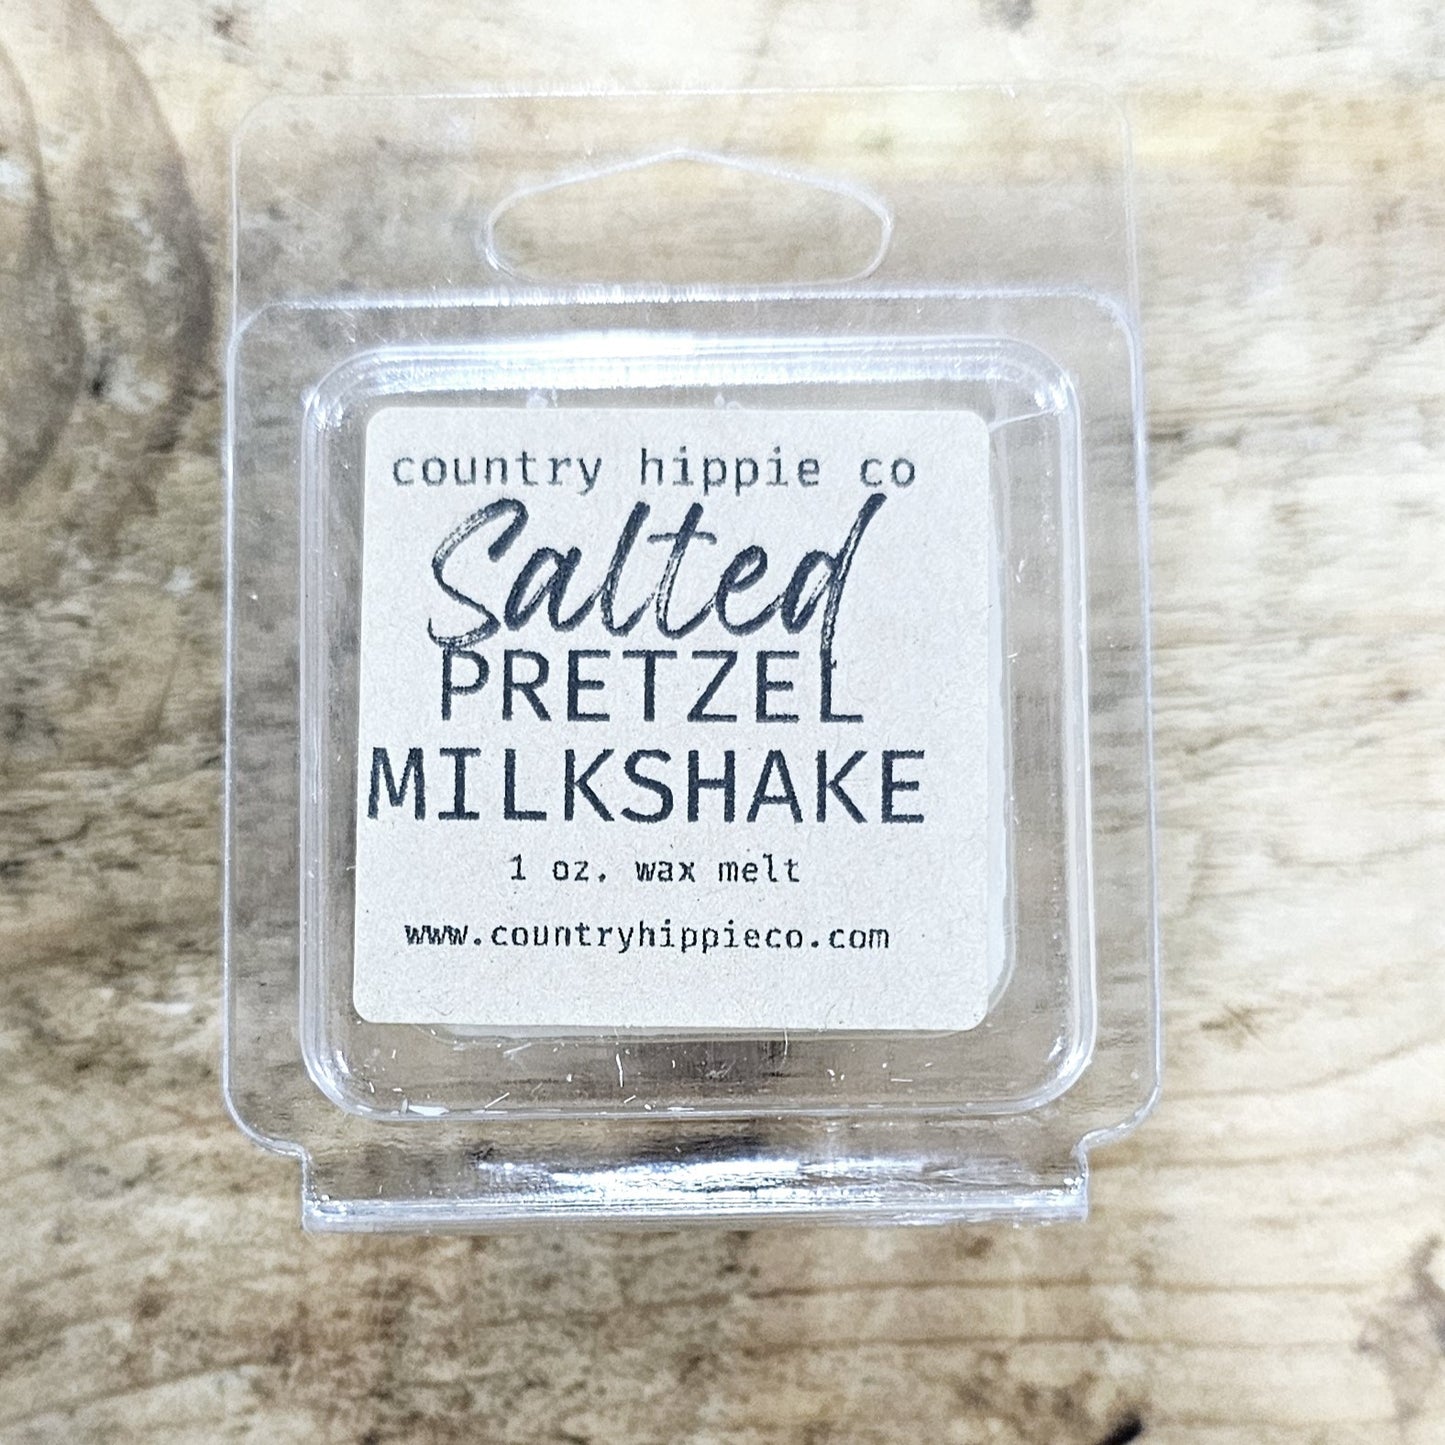 country hippie co
Salted
PRETZEL
MILKSHAKE
1 oz. wax melt
www.countryhippieco.com